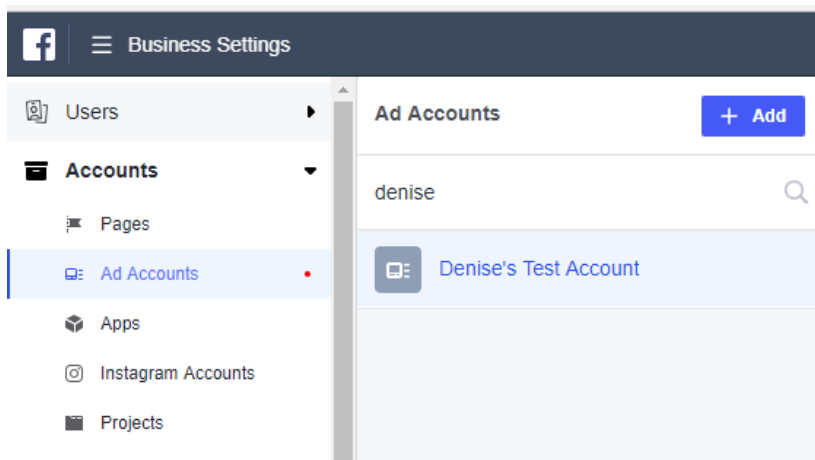 f Business Settings
Users
Accounts
Pages
Ad Accounts
Apps
Instagram Accounts
Projects
Ad Accounts
+ Add
denise
Denise's Test Account